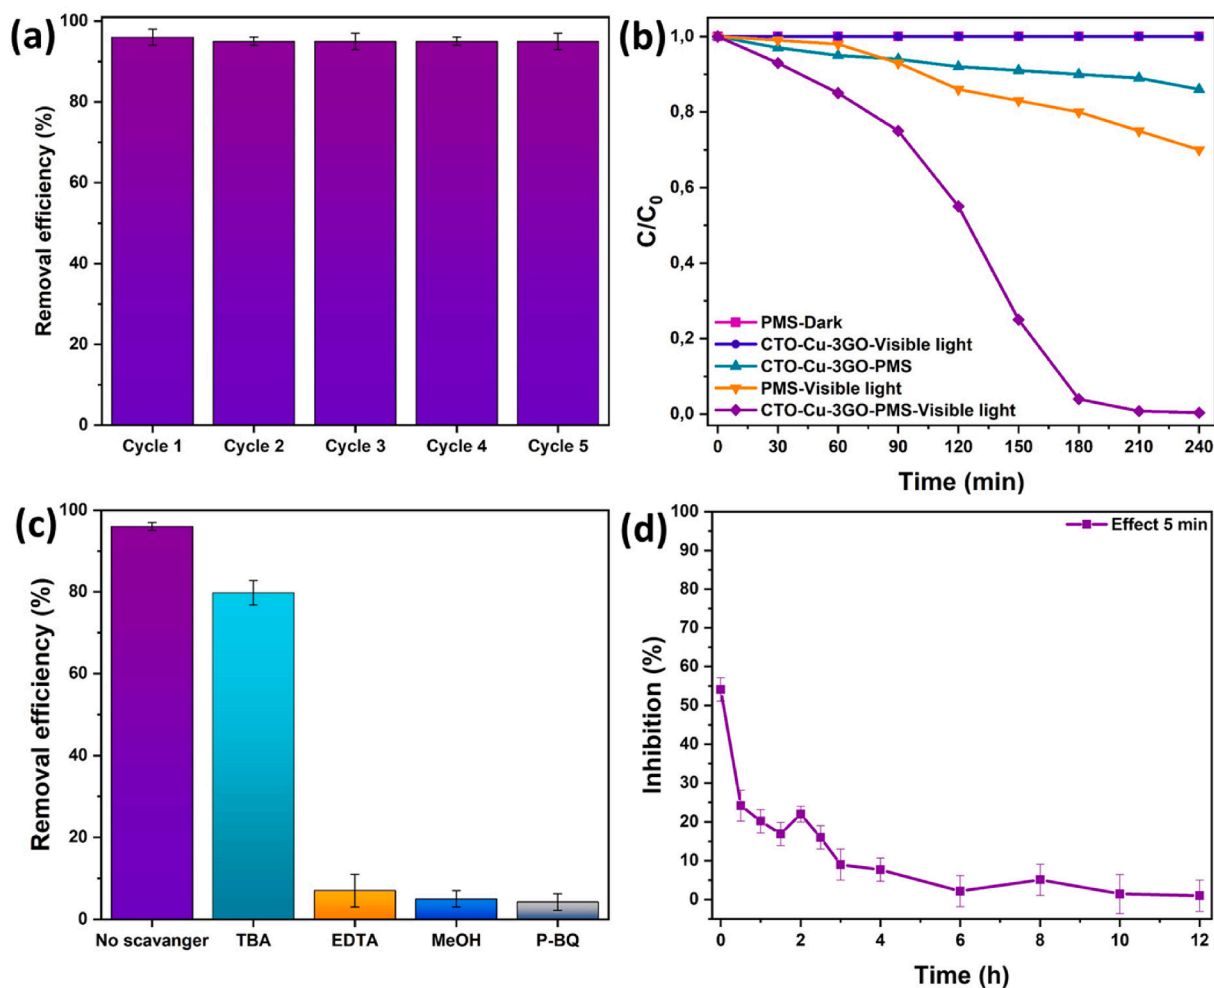 (a)
100
80
60
40
20
0
Removal efficiency (%)
Cycle 1 Cycle 2 Cycle 3 Cycle 4 Cycle 5
(b)
1,0
0,8
0,6
0,4
0,2
0,0
C/C₀
PMS-Dark
CTO-Cu-3GO-Visible light
CTO-Cu-3GO-PMS
PMS-Visible light
CTO-Cu-3GO-PMS-Visible light
0 30 60 90 120 150 180 210 240
Time (min)
(c)
100
80
60
40
20
0
Removal efficiency (%)
No scavanger TBA EDTA MeOH P-BQ
(d)
Effect 5 min
100
90
80
70
60
50
40
30
20
10
0
Inhibition (%)
0 2 4 6 8 10 12
Time (h)